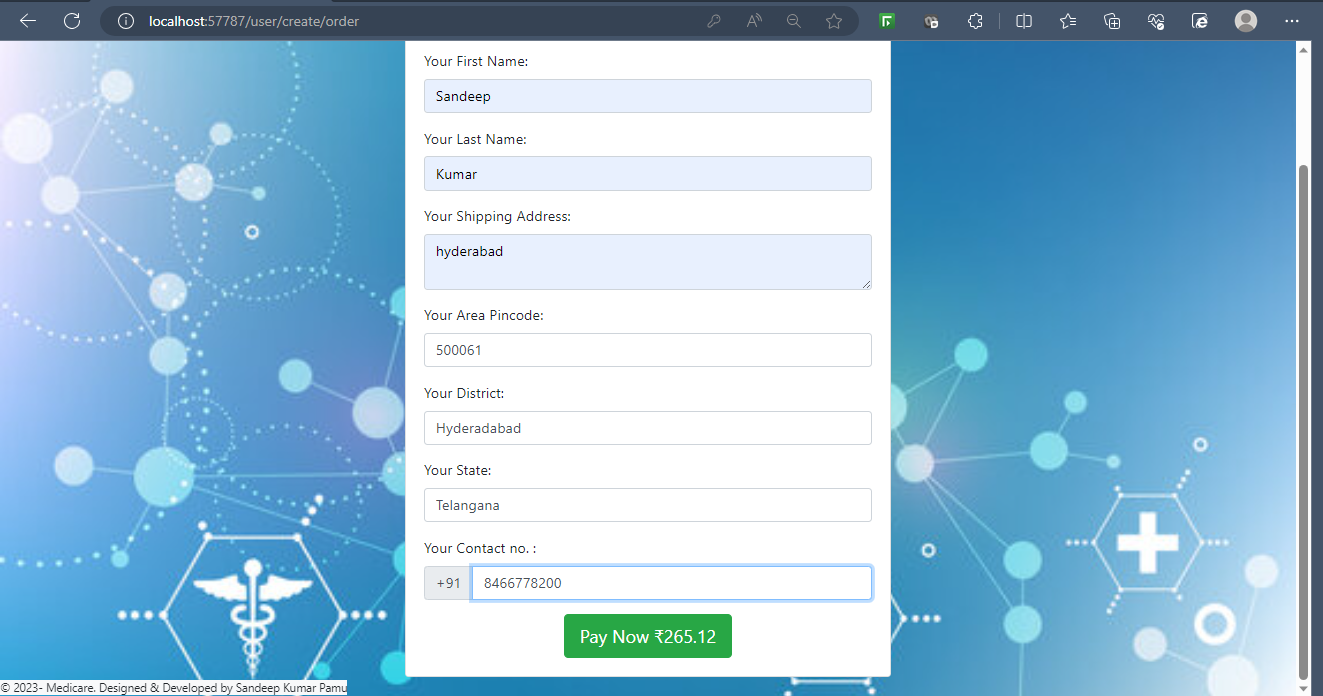 localhost:57787/user/create/order
Your First Name:
Sandeep
Your Last Name:
Kumar
Your Shipping Address:
hyderabad
Your Area Pincode:
500061
Your District:
Hyderadabad
Your State:
Telangana
Your Contact no. :
+91 8466778200
Pay Now ₹265.12
© 2023- Medicare. Designed & Developed by Sandeep Kumar Pamu